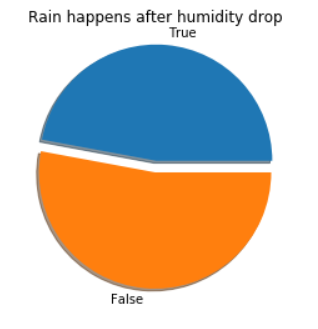 Rain happens after humidity drop
True
False